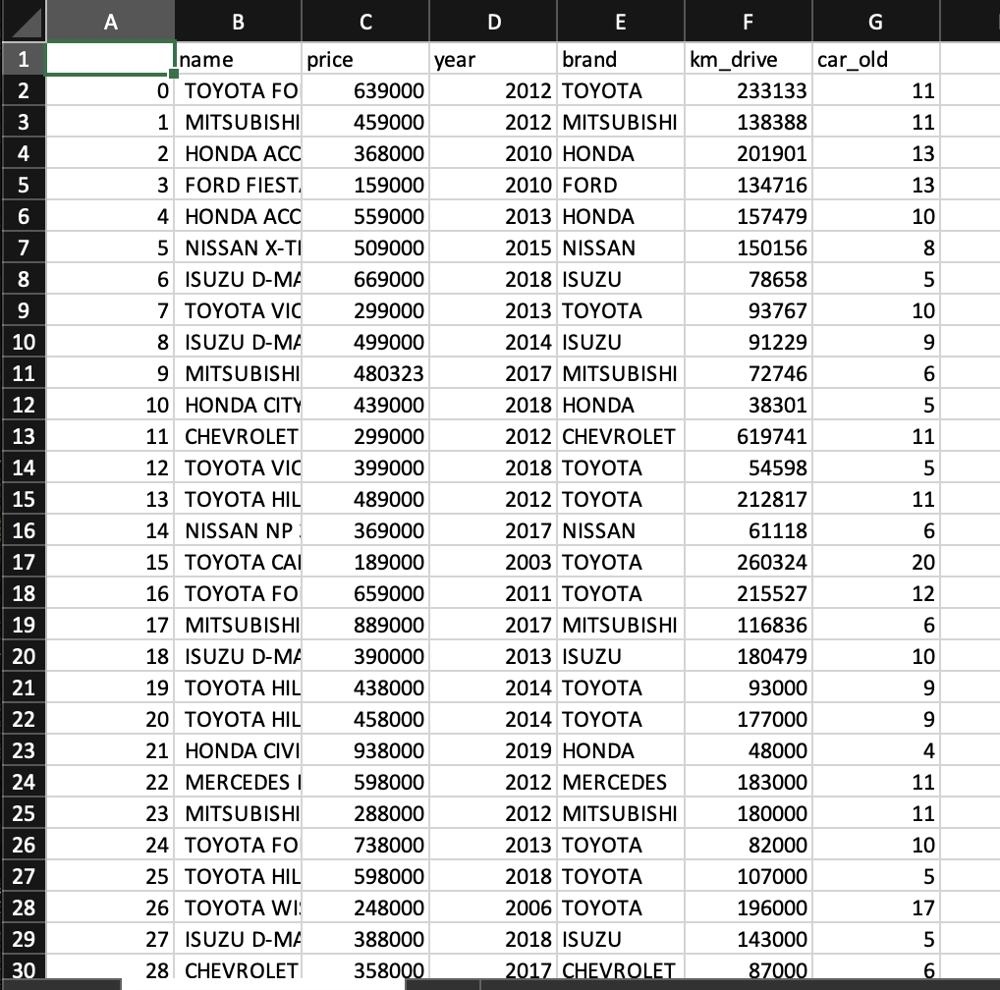 A B C D E F G
1 name price year brand km_drive car_old
2 0 TOYOTA FO 639000 2012 TOYOTA 233133 11
3 1 MITSUBISHI 459000 2012 MITSUBISHI 138388 11
4 2 HONDA ACC 368000 2010 HONDA 201901 13
5 3 FORD FIEST 159000 2010 FORD 134716 13
6 4 HONDA ACC 559000 2013 HONDA 157479 10
7 5 NISSAN X-T 509000 2015 NISSAN 150156 8
8 6 ISUZU D-MA 669000 2018 ISUZU 78658 5
9 7 TOYOTA VIC 299000 2013 TOYOTA 93767 10
10 8 ISUZU D-MA 499000 2014 ISUZU 91229 9
11 9 MITSUBISHI 480323 2017 MITSUBISHI 72746 6
12 10 HONDA CITY 439000 2018 HONDA 38301 5
13 11 CHEVROLET 299000 2012 CHEVROLET 619741 11
14 12 TOYOTA VIC 399000 2018 TOYOTA 54598 5
15 13 TOYOTA HIL 489000 2012 TOYOTA 212817 11
16 14 NISSAN NP 369000 2017 NISSAN 61118 6
17 15 TOYOTA CA 189000 2003 TOYOTA 260324 20
18 16 TOYOTA FO 659000 2011 TOYOTA 215527 12
19 17 MITSUBISHI 889000 2017 MITSUBISHI 116836 6
20 18 ISUZU D-MA 390000 2013 ISUZU 180479 10
21 19 TOYOTA HIL 438000 2014 TOYOTA 93000 9
22 20 TOYOTA HIL 458000 2014 TOYOTA 177000 9
23 21 HONDA CIVI 938000 2019 HONDA 48000 4
24 22 MERCEDES 598000 2012 MERCEDES 183000 11
25 23 MITSUBISHI 288000 2012 MITSUBISHI 180000 11
26 24 TOYOTA FO 738000 2013 TOYOTA 82000 10
27 25 TOYOTA HIL 598000 2018 TOYOTA 107000 5
28 26 TOYOTA WI 248000 2006 TOYOTA 196000 17
29 27 ISUZU D-MA 388000 2018 ISUZU 143000 5
30 28 CHEVROLET 358000 2017 CHEVROLET 87000 6